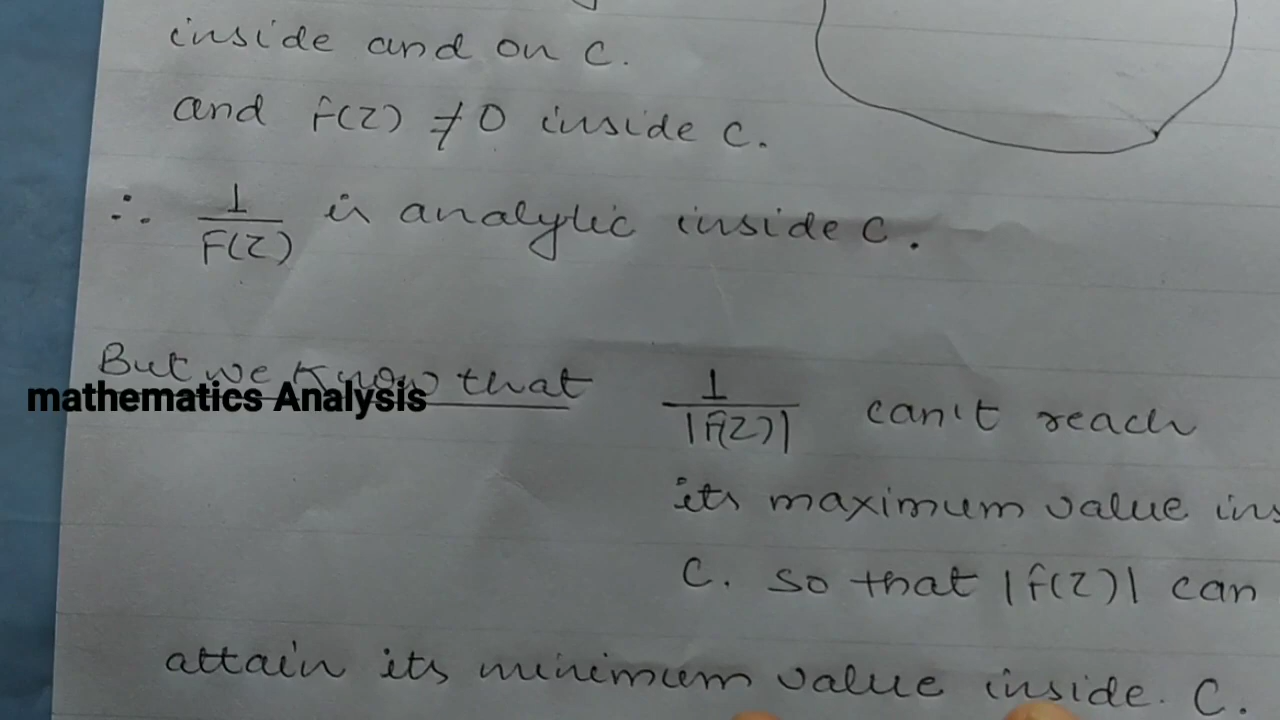 inside and on C.
and f(z) ≠ 0 inside C.
∴ 1/F(z) is analytic inside C.
But we know that 1/|f(z)| can't reach
mathematics Analysis
its maximum value ins
C. so that |f(z)| can
attain its minimum value inside. C.